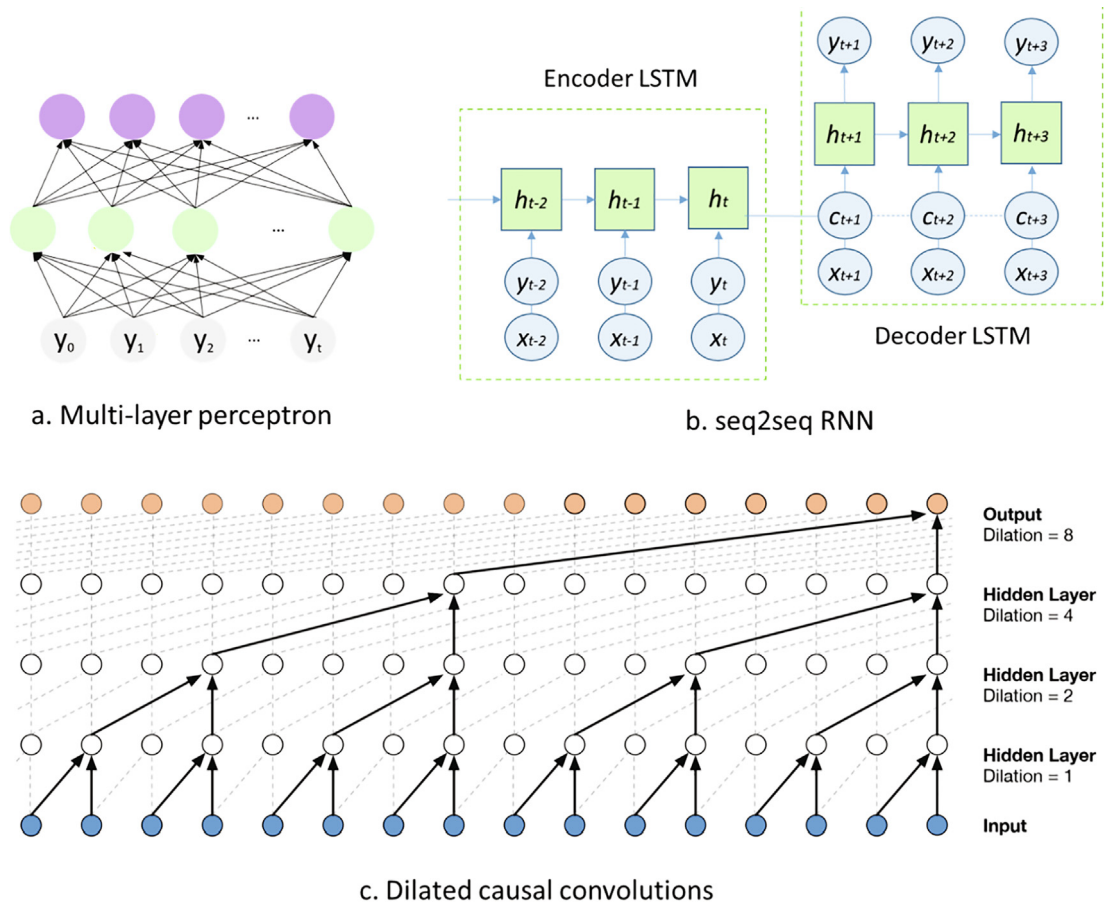 y0 y1 y2 ... yt
...
...
a. Multi-layer perceptron
Encoder LSTM
ht-2 ht-1 ht
yt-2 yt-1 yt
xt-2 xt-1 xt
yt+1 yt+2 yt+3
ht+1 ht+2 ht+3
ct+1 ct+2 ct+3
xt+1 xt+2 xt+3
Decoder LSTM
b. seq2seq RNN
Output
Dilation = 8
Hidden Layer
Dilation = 4
Hidden Layer
Dilation = 2
Hidden Layer
Dilation = 1
Input
c. Dilated causal convolutions